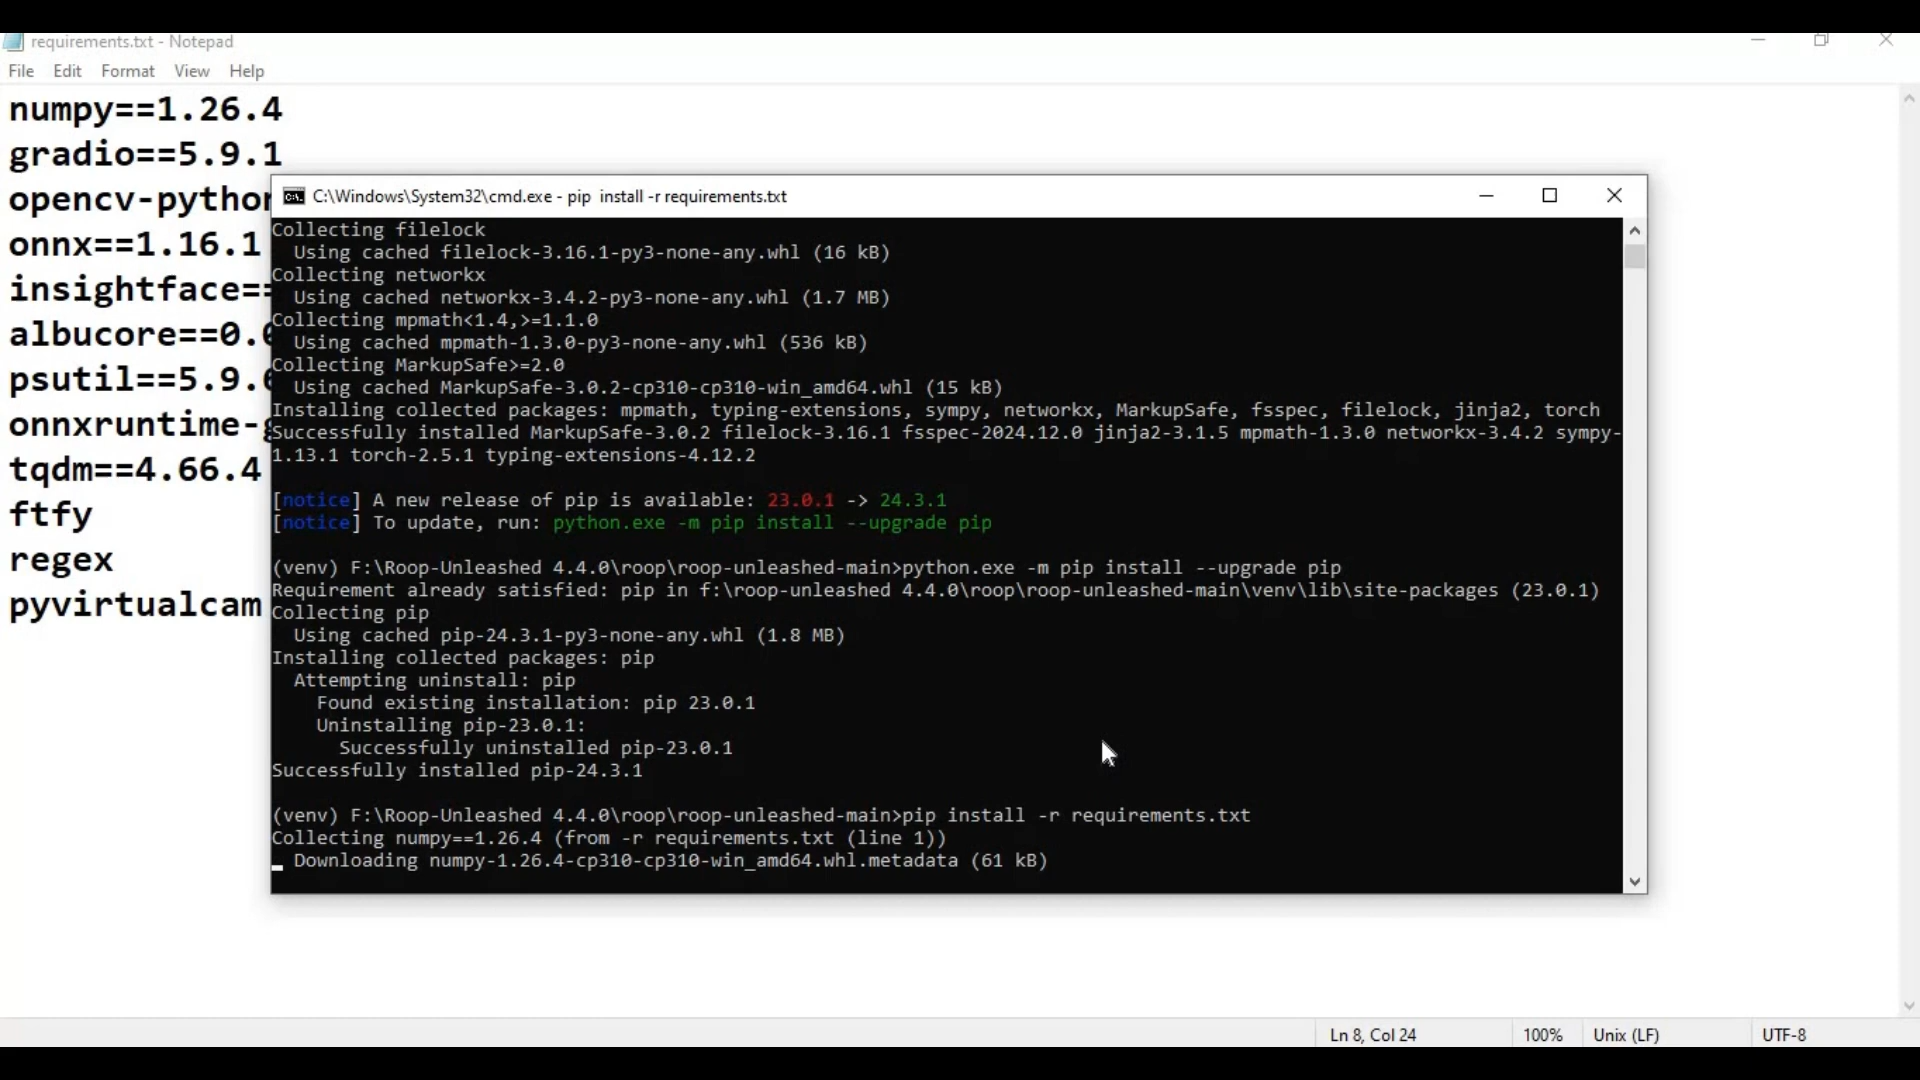 requirements.txt - Notepad
File Edit Format View Help
numpy==1.26.4
gradio==5.9.1
opencv-python
onnx==1.16.1
insightface==
albucore==0.0
psutil==5.9.6
onnxruntime-g
tqdm==4.66.4
ftfy
regex
pyvirtualcam
C:\Windows\System32\cmd.exe - pip  install -r requirements.txt
Collecting filelock
Using cached filelock-3.16.1-py3-none-any.whl (16 kB)
Collecting networkx
Using cached networkx-3.4.2-py3-none-any.whl (1.7 MB)
Collecting mpmath<1.4,>=1.1.0
Using cached mpmath-1.3.0-py3-none-any.whl (536 kB)
Collecting MarkupSafe>=2.0
Using cached MarkupSafe-3.0.2-cp310-cp310-win_amd64.whl (15 kB)
Installing collected packages: mpmath, typing-extensions, sympy, networkx, MarkupSafe, fsspec, filelock, jinja2, torch
Successfully installed MarkupSafe-3.0.2 filelock-3.16.1 fsspec-2024.12.0 jinja2-3.1.5 mpmath-1.3.0 networkx-3.4.2 sympy-
1.13.1 torch-2.5.1 typing-extensions-4.12.2
[notice] A new release of pip is available: 23.0.1 -> 24.3.1
[notice] To update, run: python.exe -m pip install --upgrade pip
(venv) F:\Roop-Unleashed 4.4.0\roop\roop-unleashed-main>python.exe -m pip install --upgrade pip
Requirement already satisfied: pip in f:\roop-unleashed 4.4.0\roop\roop-unleashed-main\venv\lib\site-packages (23.0.1)
Collecting pip
Using cached pip-24.3.1-py3-none-any.whl (1.8 MB)
Installing collected packages: pip
Attempting uninstall: pip
Found existing installation: pip 23.0.1
Uninstalling pip-23.0.1:
Successfully uninstalled pip-23.0.1
Successfully installed pip-24.3.1
(venv) F:\Roop-Unleashed 4.4.0\roop\roop-unleashed-main>pip install -r requirements.txt
Collecting numpy==1.26.4 (from -r requirements.txt (line 1))
Downloading numpy-1.26.4-cp310-cp310-win_amd64.whl.metadata (61 kB)
Ln 8, Col 24 100% Unix (LF) UTF-8